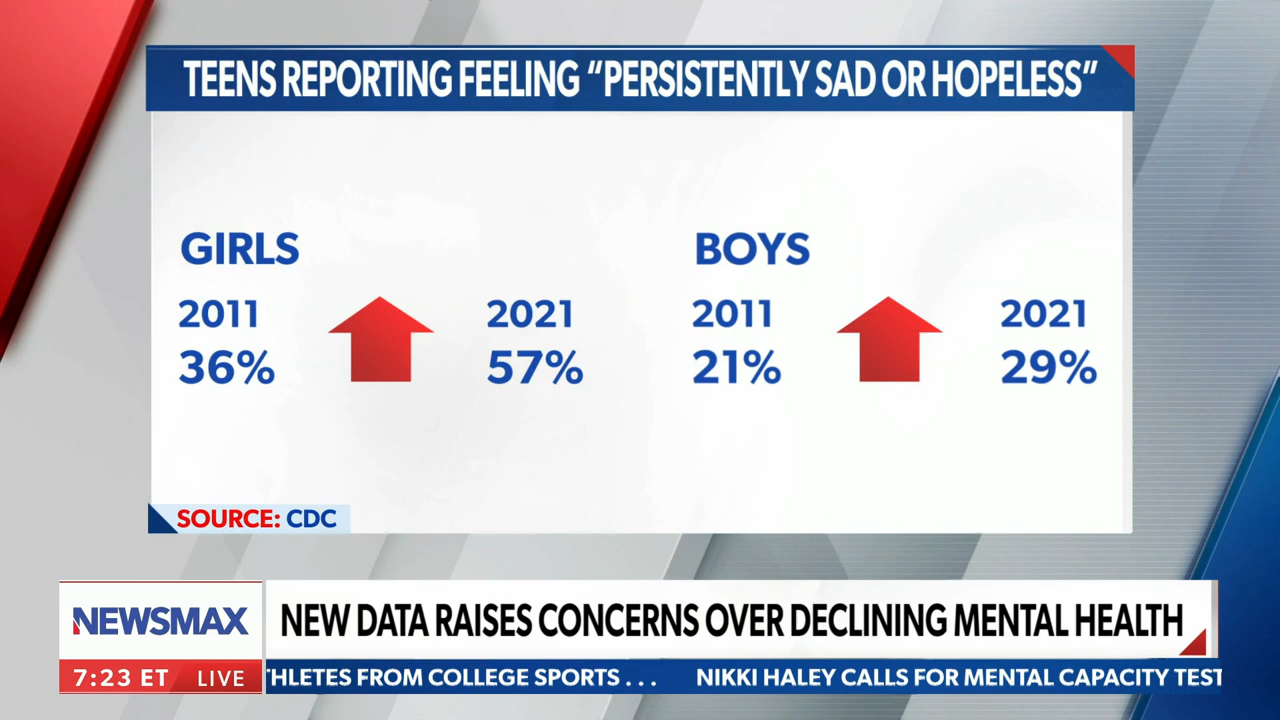 TEENS REPORTING FEELING “PERSISTENTLY SAD OR HOPELESS”
GIRLS
2011
36%
2021
57%
BOYS
2011
21%
2021
29%
SOURCE: CDC
NEWSMAX
NEW DATA RAISES CONCERNS OVER DECLINING MENTAL HEALTH
7:23 ET LIVE
THLETES FROM COLLEGE SPORTS . . . NIKKI HALEY CALLS FOR MENTAL CAPACITY TEST